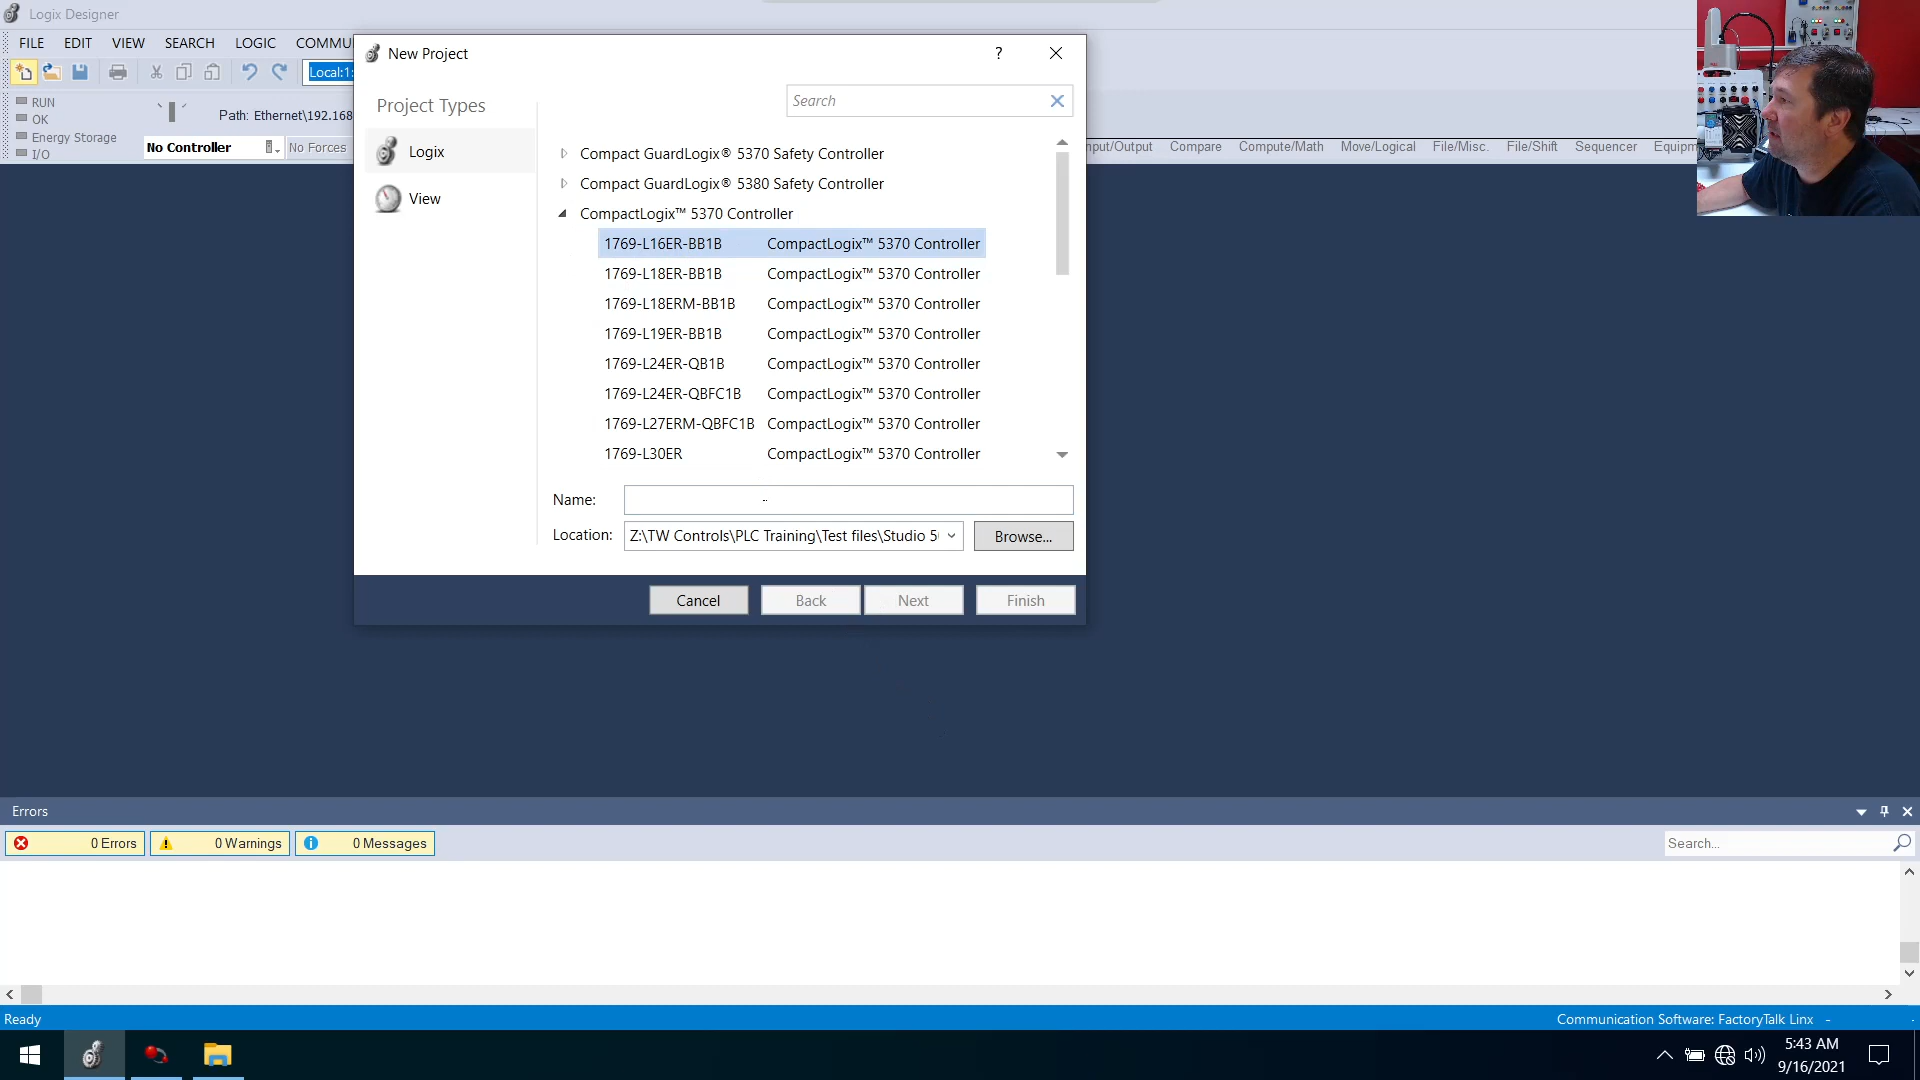 Logix Designer
FILE EDIT VIEW SEARCH LOGIC COMMU
Local:1:
RUN
OK
Energy Storage
I/O
Path: Ethernet\192.168
No Controller
No Forces
New Project
?
Project Types
Logix
View
Search
Compact GuardLogix® 5370 Safety Controller
Compact GuardLogix® 5380 Safety Controller
CompactLogix™ 5370 Controller
1769-L16ER-BB1B CompactLogix™ 5370 Controller
1769-L18ER-BB1B CompactLogix™ 5370 Controller
1769-L18ERM-BB1B CompactLogix™ 5370 Controller
1769-L19ER-BB1B CompactLogix™ 5370 Controller
1769-L24ER-QB1B CompactLogix™ 5370 Controller
1769-L24ER-QBFC1B CompactLogix™ 5370 Controller
1769-L27ERM-QBFC1B CompactLogix™ 5370 Controller
1769-L30ER CompactLogix™ 5370 Controller
Name:
Location: Z:\TW Controls\PLC Training\Test files\Studio 5
Browse...
Cancel Back Next Finish
nput/Output Compare Compute/Math Move/Logical File/Misc. File/Shift Sequencer Equipm
Errors
0 Errors 0 Warnings 0 Messages
Search...
Ready
Communication Software: FactoryTalk Linx -
5:43 AM
9/16/2021